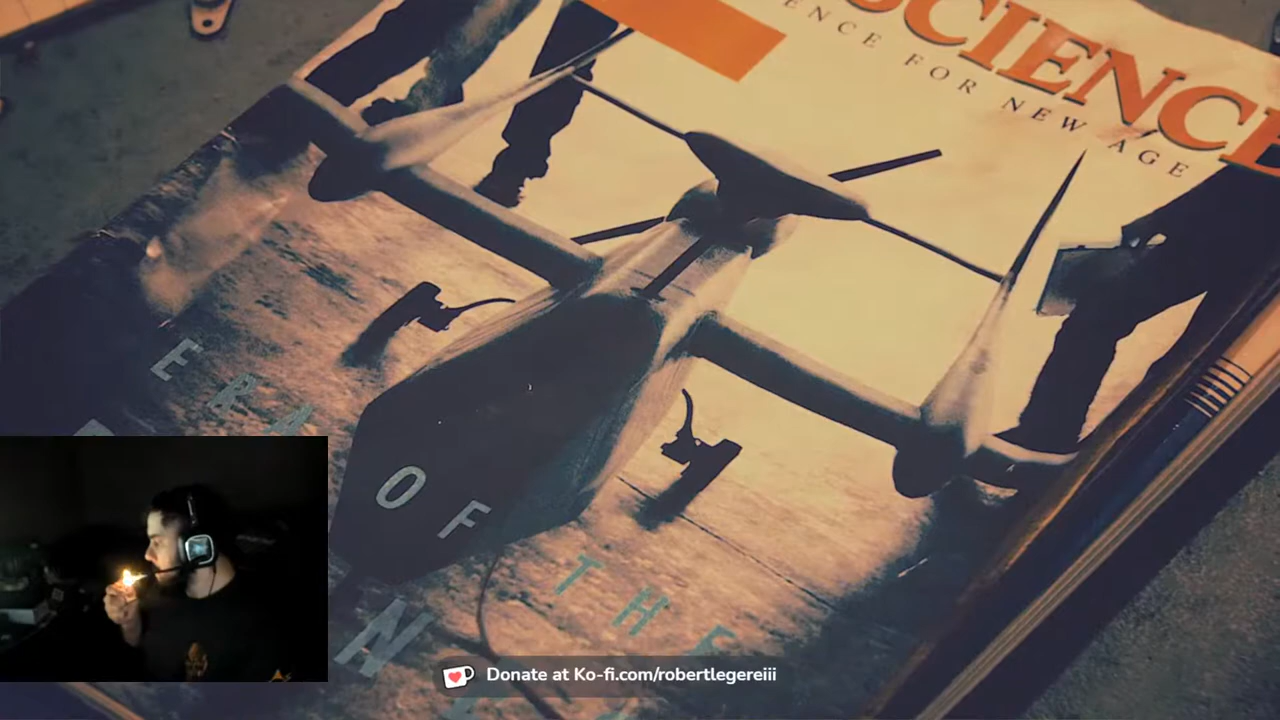 SCIENCE
ENCE FOR NEW AGE
ERA
OF
THE
Donate at Ko-fi.com/robertlegereiii